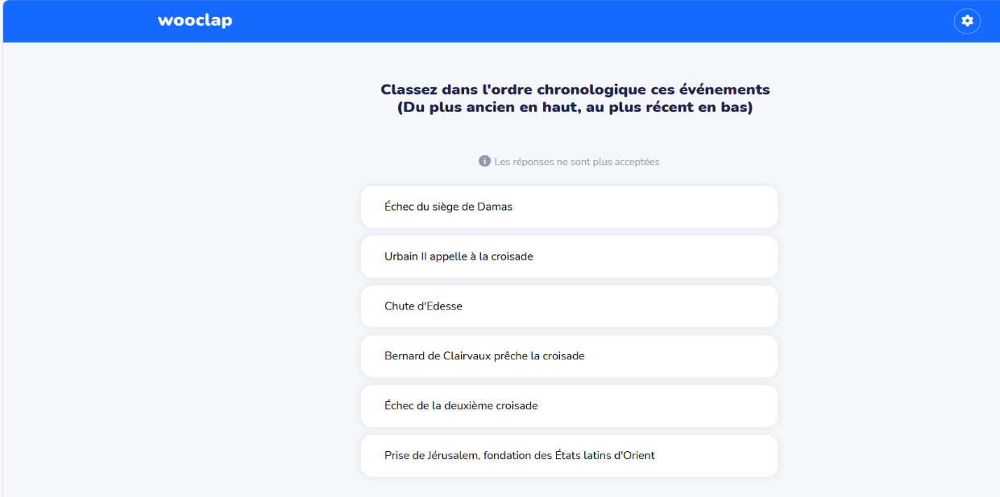 wooclap
Classez dans l'ordre chronologique ces événements
(Du plus ancien en haut, au plus récent en bas)
Les réponses ne sont plus acceptées
Échec du siège de Damas
Urbain II appelle à la croisade
Chute d'Edesse
Bernard de Clairvaux prêche la croisade
Échec de la deuxième croisade
Prise de Jérusalem, fondation des États latins d'Orient